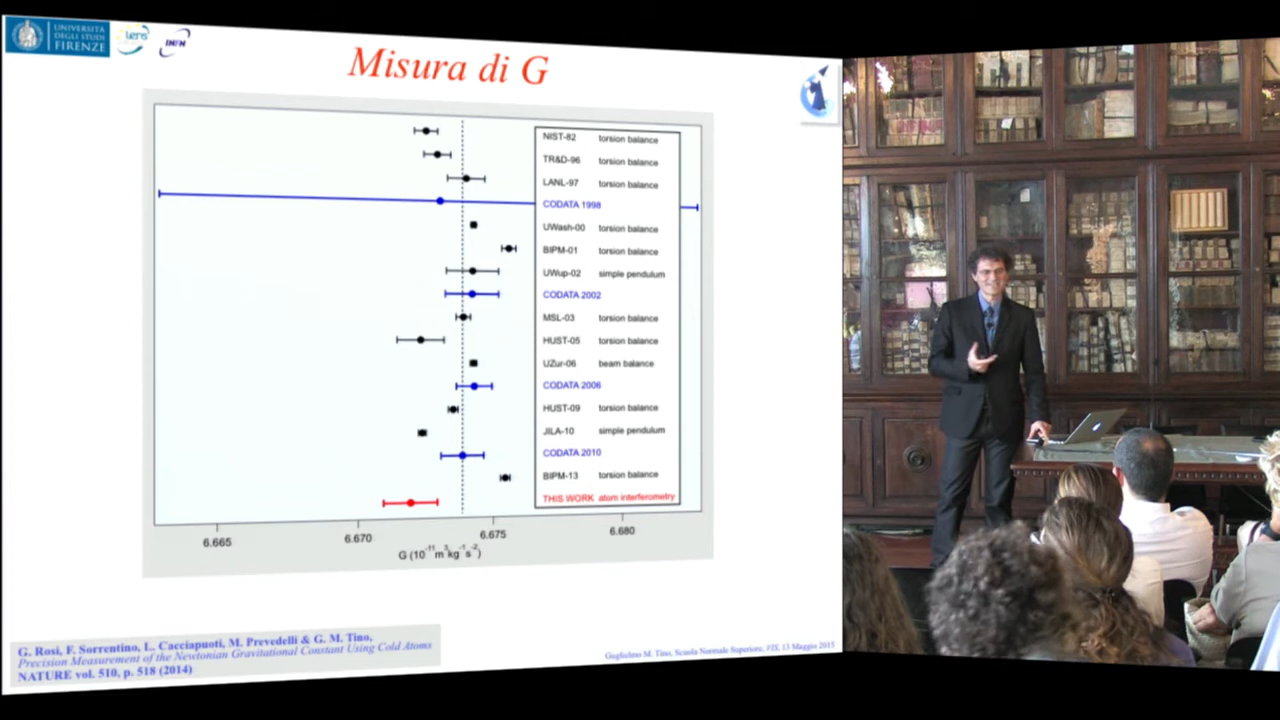 UNIVERSITÀ
DEGLI STUDI
FIRENZE
lens
INFN
Misura di G
NIST-82 torsion balance
TR&D-96 torsion balance
LANL-97 torsion balance
CODATA 1998
UWash-00 torsion balance
BIPM-01 torsion balance
UWup-02 simple pendulum
CODATA 2002
MSL-03 torsion balance
HUST-05 torsion balance
UZur-06 beam balance
CODATA 2006
HUST-09 torsion balance
JILA-10 simple pendulum
CODATA 2010
BIPM-13 torsion balance
THIS WORK atom interferometry
6.665 6.670 6.675 6.680
G (10⁻¹¹m³kg⁻¹s⁻²)
G. Rosi, F. Sorrentino, L. Cacciapuoti, M. Prevedelli & G. M. Tino,
Precision Measurement of the Newtonian Gravitational Constant Using Cold Atoms
NATURE vol. 510, p. 518 (2014)
Guglielmo M. Tino, Scuola Normale Superiore, VIS, 13 Maggio 2015